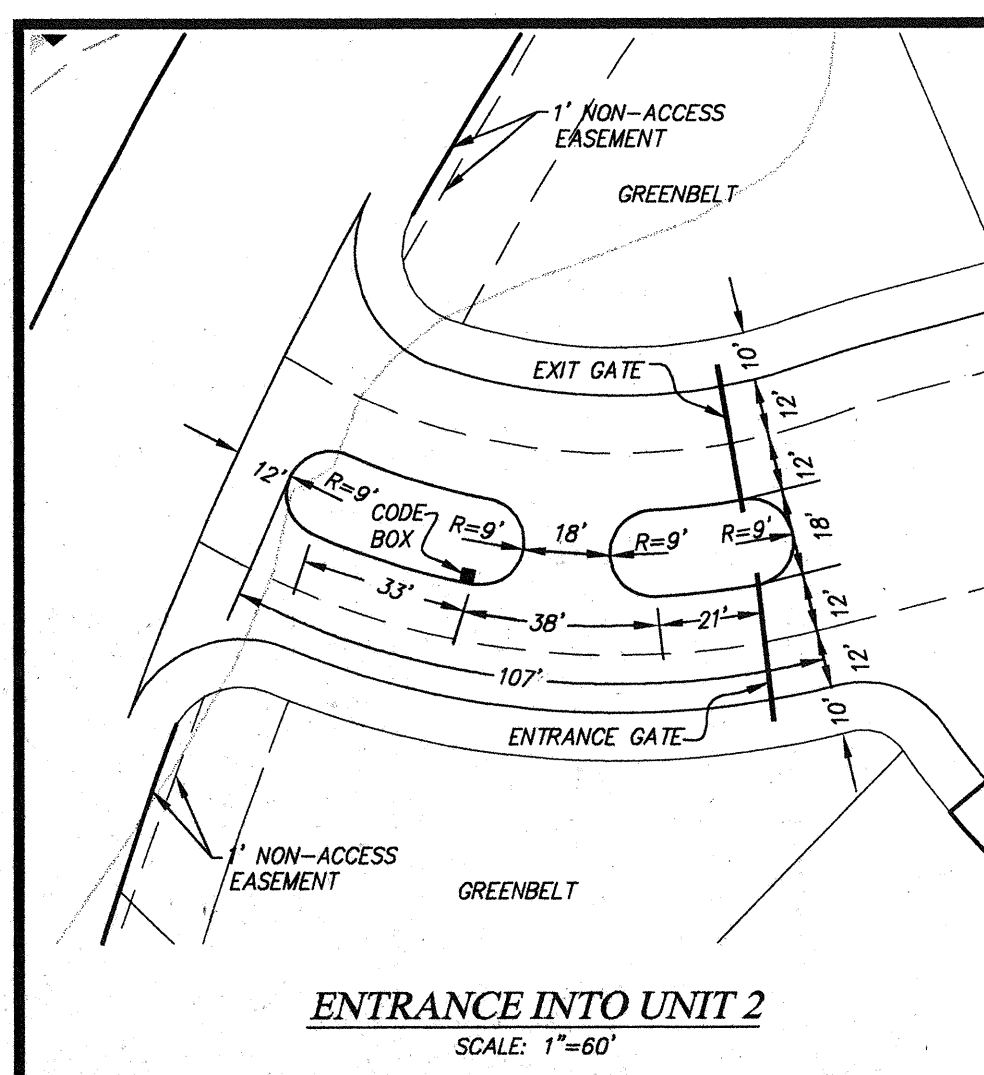 1' NON-ACCESS
EASEMENT
GREENBELT
10'
EXIT GATE
12'
12'
12'
R=9'
CODE
BOX
R=9'
18'
R=9'
R=9'
18'
33'
38'
21'
12'
107'
12'
10'
ENTRANCE GATE
1' NON-ACCESS
EASEMENT
GREENBELT
ENTRANCE INTO UNIT 2
SCALE: 1"=60'